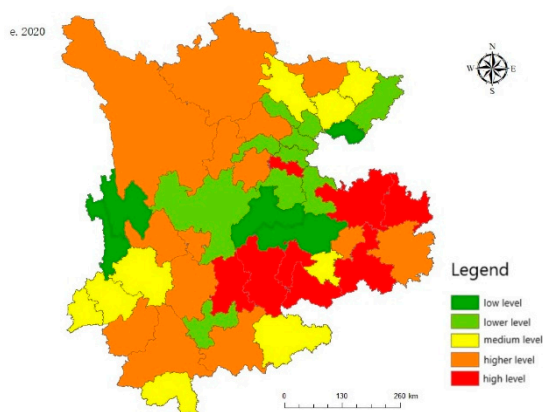 e. 2020
N
W E
S
Legend
low level
lower level
medium level
higher level
high level
0 130 260 km